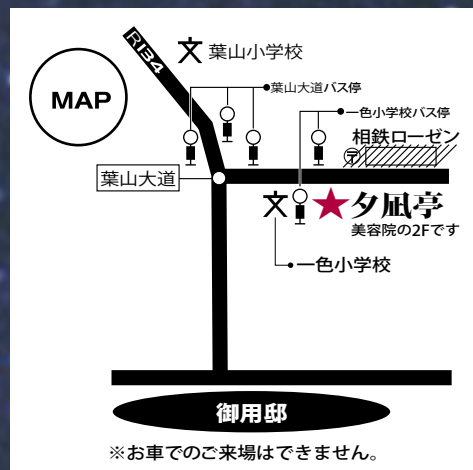 R134
文 葉山小学校
MAP
葉山大道バス停
一色小学校バス停
相鉄ローゼン
〒
葉山大道
文 ★夕凪亭
美容院の2Fです
一色小学校
御用邸
※お車でのご来場はできません。